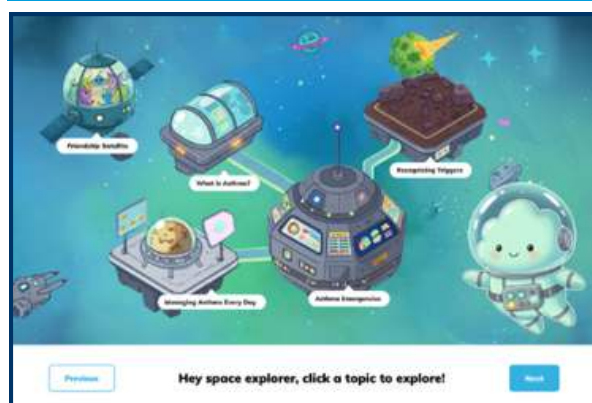 Friendship Satellite
What is Asthma?
Recognizing Triggers
Managing Asthma Every Day
Asthma Emergencies
Previous
Hey space explorer, click a topic to explore!
Next